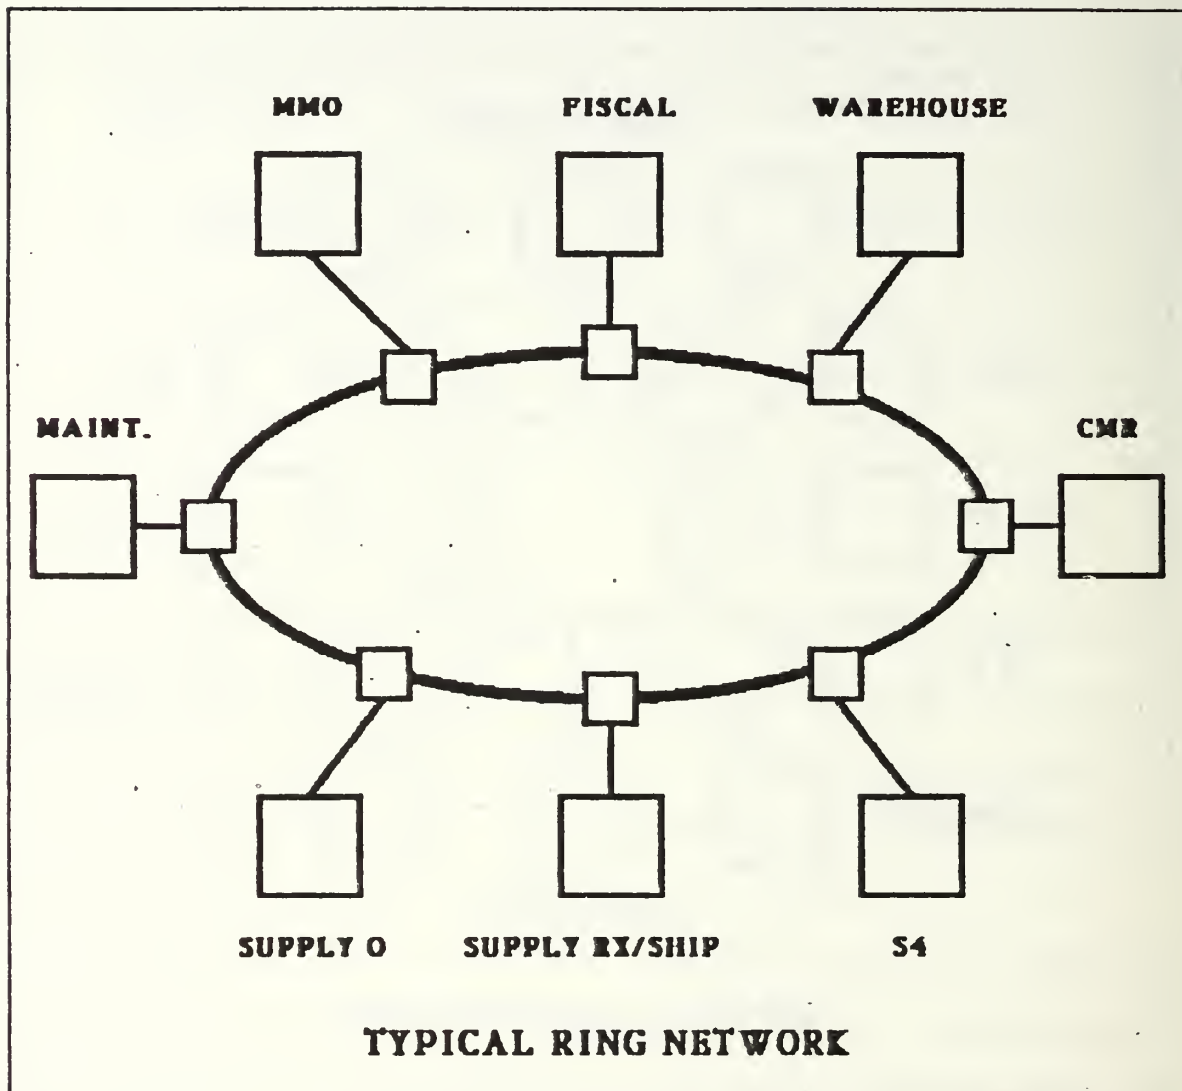 MMO FISCAL WAREHOUSE
MAINT. CMR
SUPPLY O SUPPLY RX/SHIP S4
TYPICAL RING NETWORK